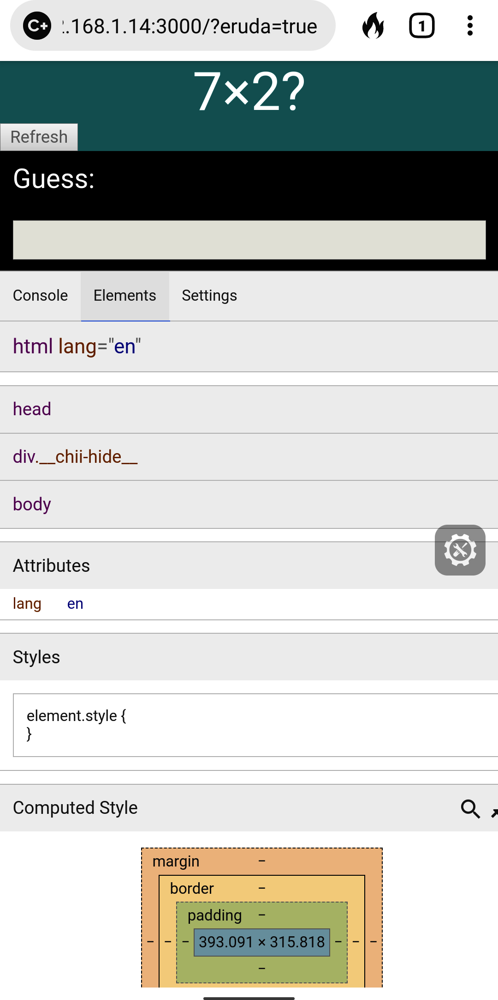 C+ .168.1.14:3000/?eruda=true 1
7×2?
Refresh
Guess:
Console Elements Settings
html lang="en"
head
div.__chii-hide__
body
Attributes
lang en
Styles
element.style {
}
Computed Style
margin –
border –
padding –
– – – 393.091 × 315.818 – – –
–